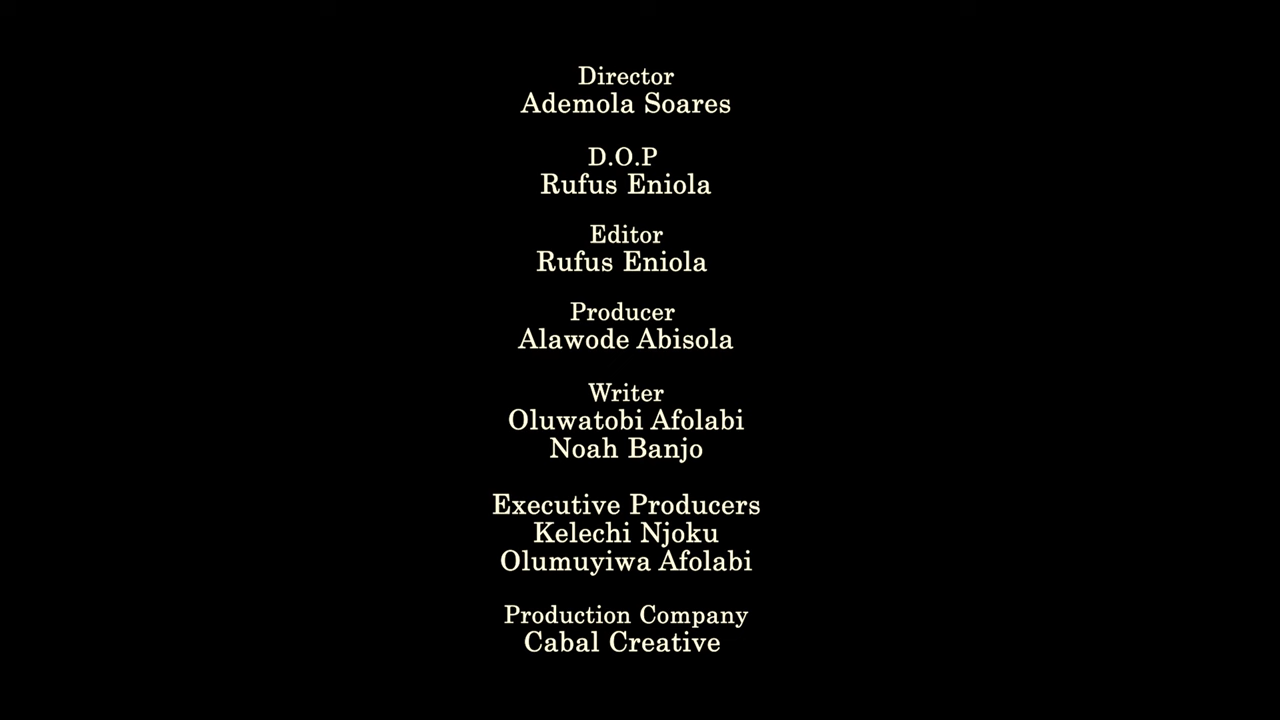 Director
Ademola Soares
D.O.P
Rufus Eniola
Editor
Rufus Eniola
Producer
Alawode Abisola
Writer
Oluwatobi Afolabi
Noah Banjo
Executive Producers
Kelechi Njoku
Olumuyiwa Afolabi
Production Company
Cabal Creative